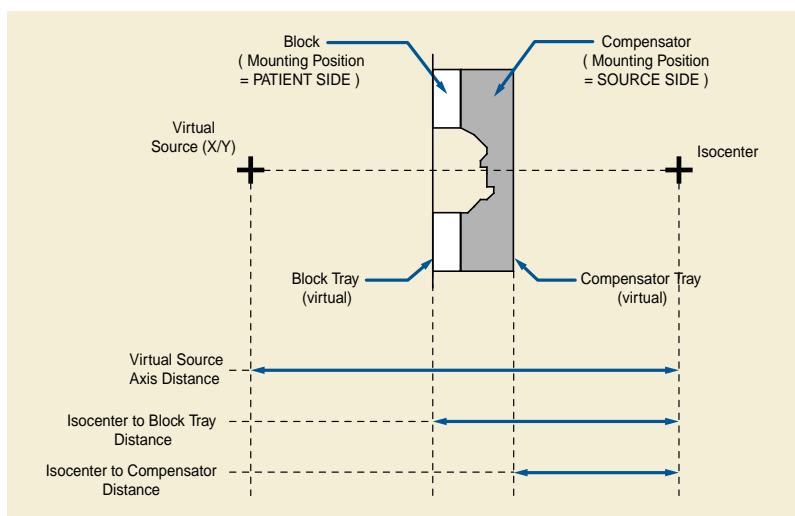 Block
( Mounting Position
= PATIENT SIDE )
Compensator
( Mounting Position
= SOURCE SIDE )
Virtual
Source (X/Y)
Isocenter
Block Tray
(virtual)
Compensator Tray
(virtual)
Virtual Source
Axis Distance
Isocenter to Block Tray
Distance
Isocenter to Compensator
Distance